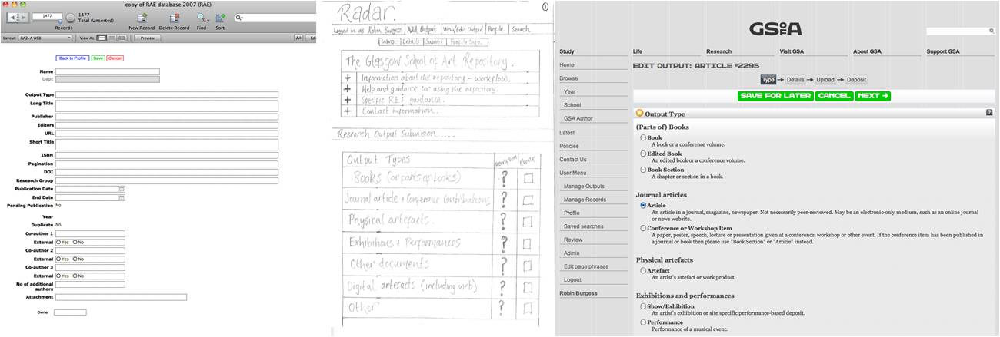 copy of RAE database 2007 (RAE)
1477
1477
Total (Unsorted)
Records
New Record
Delete Record
Find
Sort
Layout: RA2-A WEB
View As:
Preview
Aa
Edi
Back to Profile
Save
Cancel
Name
Dept
Output Type
Long Title
Publisher
Editors
URL
Short Title
ISBN
Pagination
DOI
Research Group
Publication Date
End Date
Pending Publication No
Year
Duplicate No
Co-author 1
External Yes No
Co-author 2
External Yes No
Co-author 3
External Yes No
No of additional
authors
Attachment
Owner
Radar.
1
Logged in as Robin Burgess | Add Output | View/Edit Output | Profile | Search
Intro. | Details | Submit | Profile Info.
The Glasgow School of Art Repository.
+ Information about the repository - workflow.
+ Help and guidance for using the repository.
+ Specific REF guidance.
+ Contact information.
Research Output Submission ....
Output Types
Description
Choice
Books (or parts of books) ?
Journal article + Conference Contributions ?
Physical artefacts. ?
Exhibitions + Performances ?
Other documents ?
Digital artefacts (including web) ?
Other ?
GSOFA
Study
Life
Research
Visit GSA
About GSA
Support GSA
Home
Browse
Year
School
GSA Author
Latest
Policies
Contact Us
User Menu
Manage Outputs
Manage Records
Profile
Saved searches
Review
Admin
Edit page phrases
Logout
Robin Burgess
EDIT OUTPUT: ARTICLE #2295
Type → Details → Upload → Deposit
SAVE FOR LATER
CANCEL
NEXT →
Output Type
?
(Parts of) Books
Book
A book or a conference volume.
Edited Book
An edited book or a conference volume.
Book Section
A chapter or section in a book.
Journal articles
Article
An article in a journal, magazine, newspaper. Not necessarily peer-reviewed. May be an electronic-only medium, such as an online journal
or news website.
Conference or Workshop Item
A paper, poster, speech, lecture or presentation given at a conference, workshop or other event. If the conference item has been published
in a journal or book then please use "Book Section" or "Article" instead.
Physical artefacts
Artefact
An artist's artefact or work product.
Exhibitions and performances
Show/Exhibition
An artist's exhibition or site specific performance-based deposit.
Performance
Performance of a musical event.